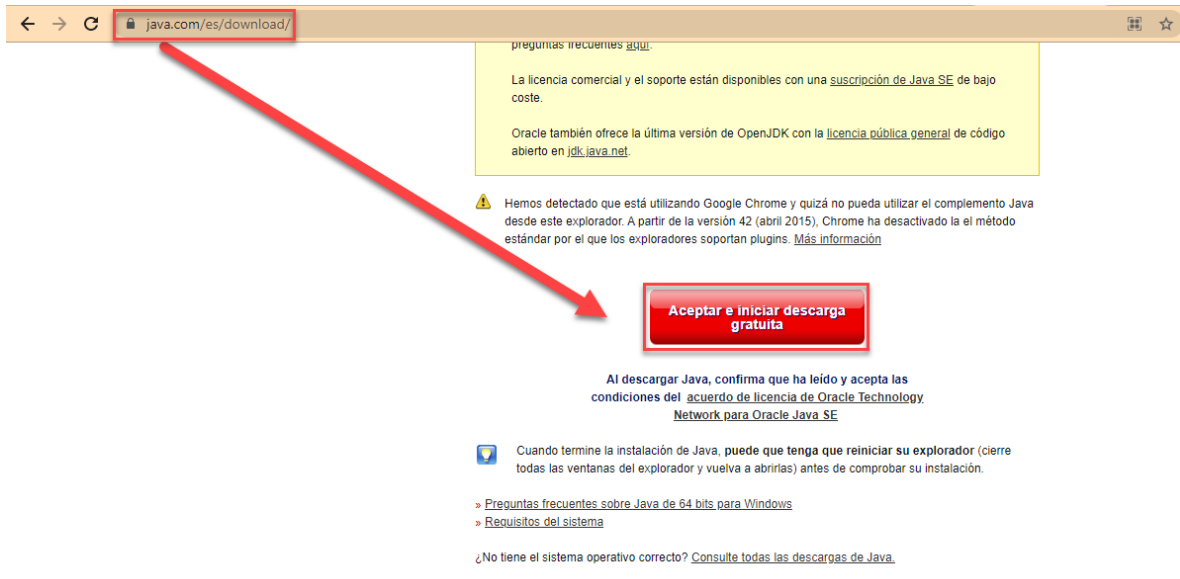 java.com/es/download/
preguntas frecuentes aquí.
La licencia comercial y el soporte están disponibles con una suscripción de Java SE de bajo
coste.
Oracle también ofrece la última versión de OpenJDK con la licencia pública general de código
abierto en jdk.java.net.
Hemos detectado que está utilizando Google Chrome y quizá no pueda utilizar el complemento Java
desde este explorador. A partir de la versión 42 (abril 2015), Chrome ha desactivado la el método
estándar por el que los exploradores soportan plugins. Más información
Aceptar e iniciar descarga
gratuita
Al descargar Java, confirma que ha leído y acepta las
condiciones del acuerdo de licencia de Oracle Technology
Network para Oracle Java SE
Cuando termine la instalación de Java, puede que tenga que reiniciar su explorador (cierre
todas las ventanas del explorador y vuelva a abrirlas) antes de comprobar su instalación.
» Preguntas frecuentes sobre Java de 64 bits para Windows
» Requisitos del sistema
¿No tiene el sistema operativo correcto? Consulte todas las descargas de Java.